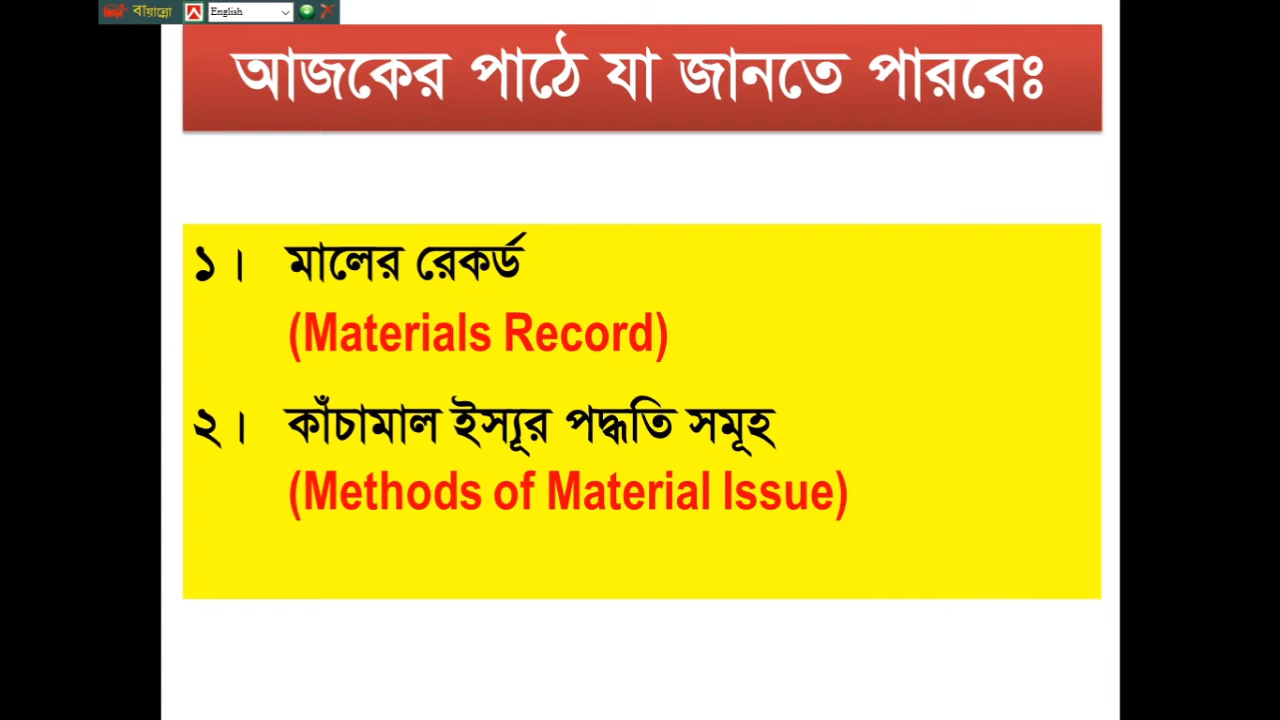 বায়ান্নো
English
আজকের পাঠে যা জানতে পারবেঃ
১। মালের রেকর্ড
(Materials Record)
২। কাঁচামাল ইস্যূর পদ্ধতি সমূহ
(Methods of Material Issue)